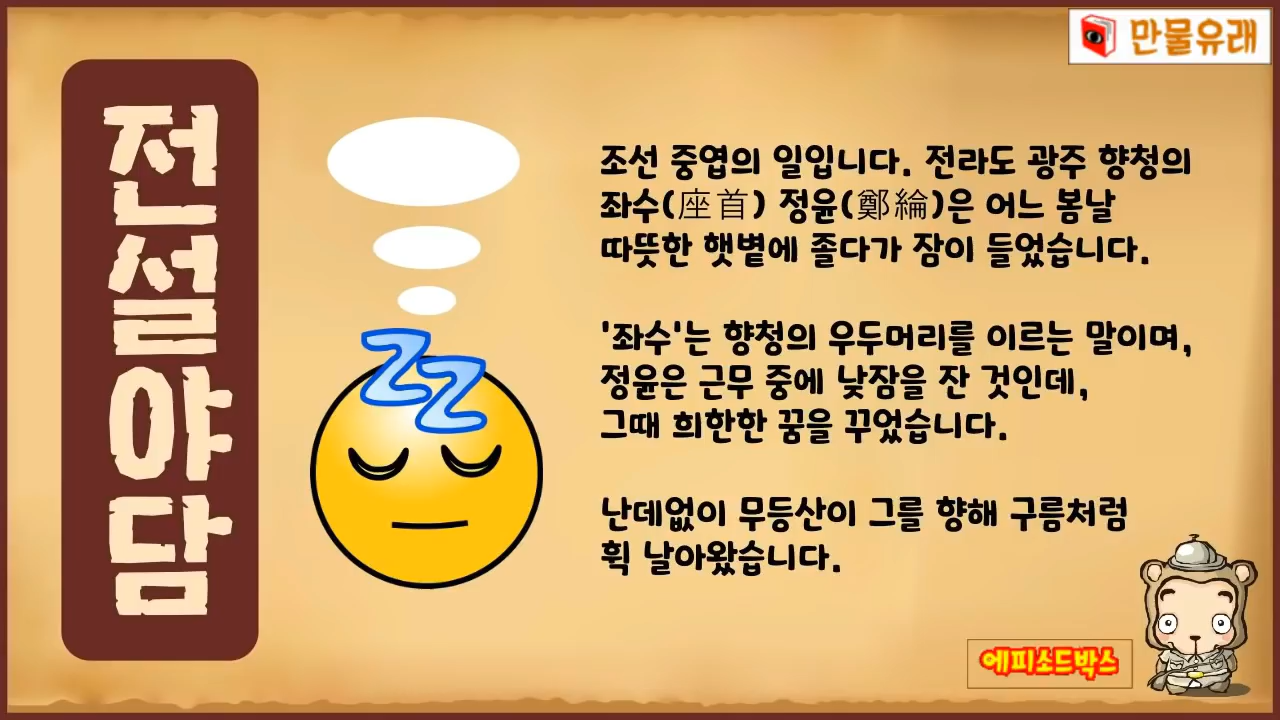 만물유래
전설야담
조선 중엽의 일입니다. 전라도 광주 향청의
좌수(座首) 정윤(鄭綸)은 어느 봄날
따뜻한 햇볕에 졸다가 잠이 들었습니다.
'좌수'는 향청의 우두머리를 이르는 말이며,
정윤은 근무 중에 낮잠을 잔 것인데,
그때 희한한 꿈을 꾸었습니다.
난데없이 무등산이 그를 향해 구름처럼
휙 날아왔습니다.
ZZ
에피소드박스